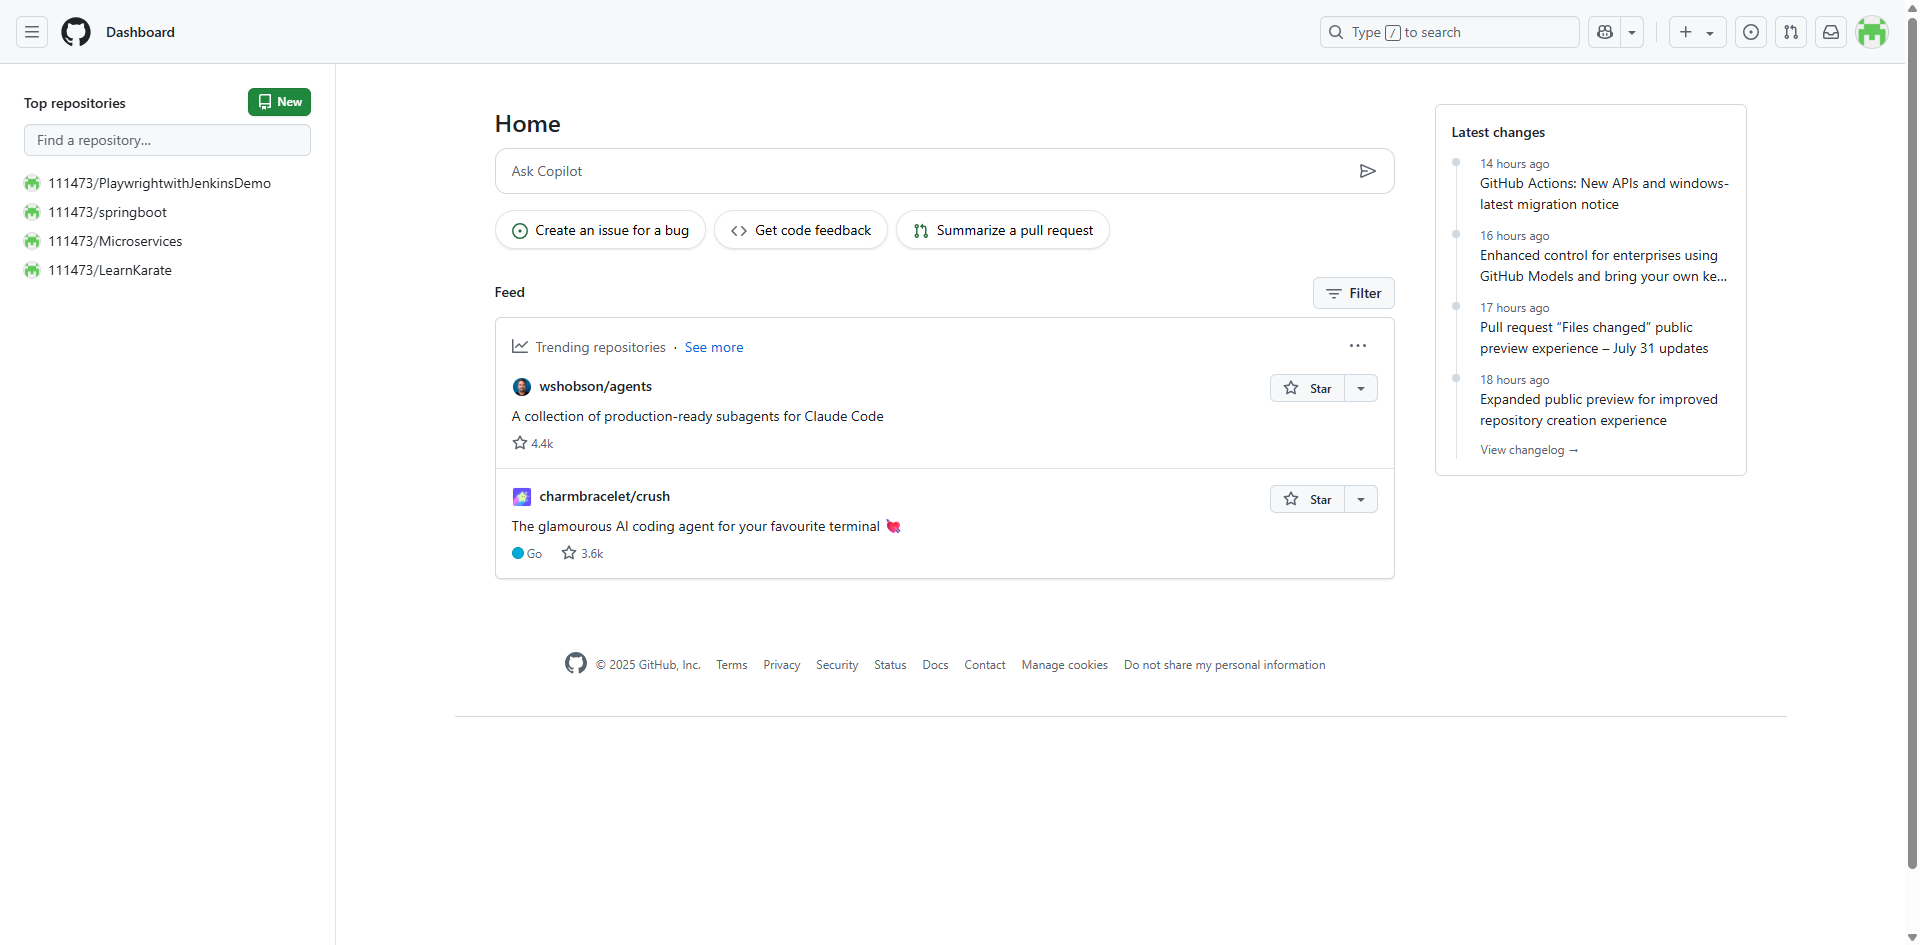 Dashboard
Type / to search
Top repositories
New
Find a repository...
111473/PlaywrightwithJenkinsDemo
111473/springboot
111473/Microservices
111473/LearnKarate
Home
Ask Copilot
Create an issue for a bug
Get code feedback
Summarize a pull request
Feed
Filter
Trending repositories · See more
wshobson/agents
Star
A collection of production-ready subagents for Claude Code
4.4k
charmbracelet/crush
Star
The glamourous AI coding agent for your favourite terminal 💘
Go 3.6k
Latest changes
14 hours ago
GitHub Actions: New APIs and windows-
latest migration notice
16 hours ago
Enhanced control for enterprises using
GitHub Models and bring your own ke...
17 hours ago
Pull request “Files changed” public
preview experience – July 31 updates
18 hours ago
Expanded public preview for improved
repository creation experience
View changelog →
© 2025 GitHub, Inc. Terms Privacy Security Status Docs Contact Manage cookies Do not share my personal information